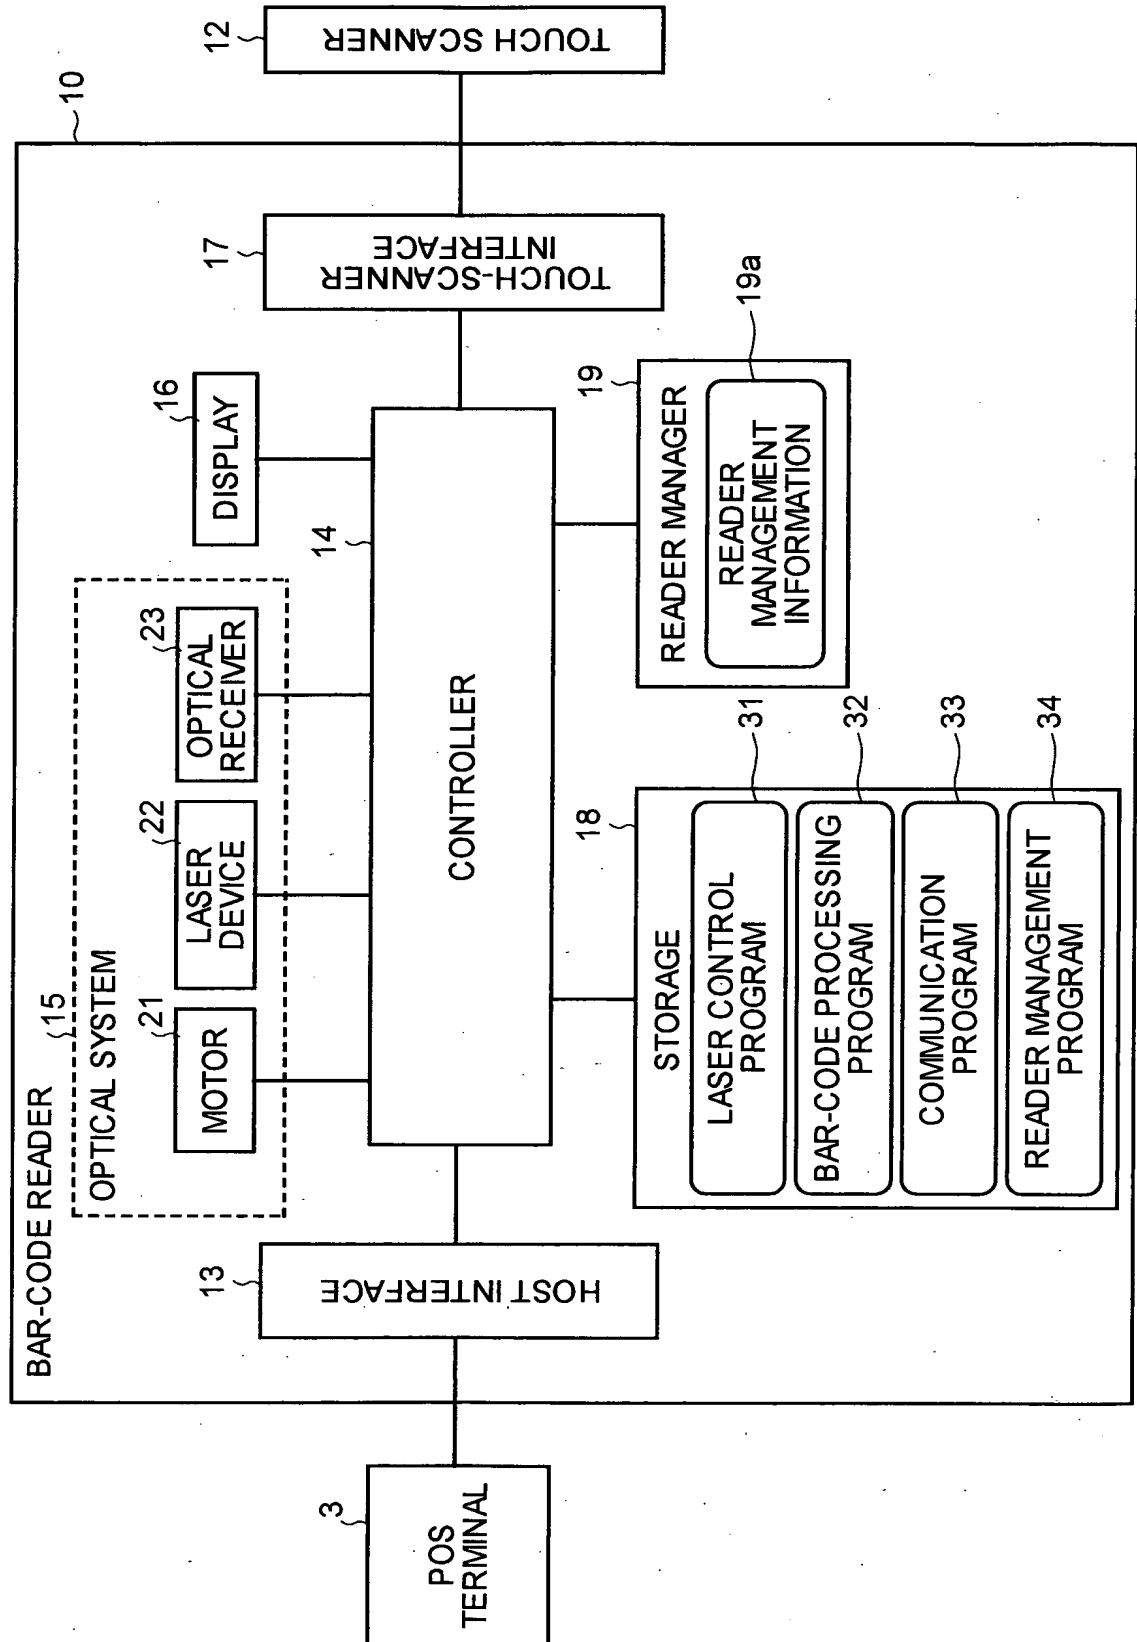 BAR-CODE READER
10
15
OPTICAL SYSTEM
21
MOTOR
22
LASER
DEVICE
23
OPTICAL
RECEIVER
16
DISPLAY
3
POS
TERMINAL
13
HOST INTERFACE
14
CONTROLLER
17
TOUCH-SCANNER
INTERFACE
12
TOUCH SCANNER
18
STORAGE
LASER CONTROL
PROGRAM
31
BAR-CODE PROCESSING
PROGRAM
32
COMMUNICATION
PROGRAM
33
READER MANAGEMENT
PROGRAM
34
19
READER MANAGER
READER
MANAGEMENT
INFORMATION
19a